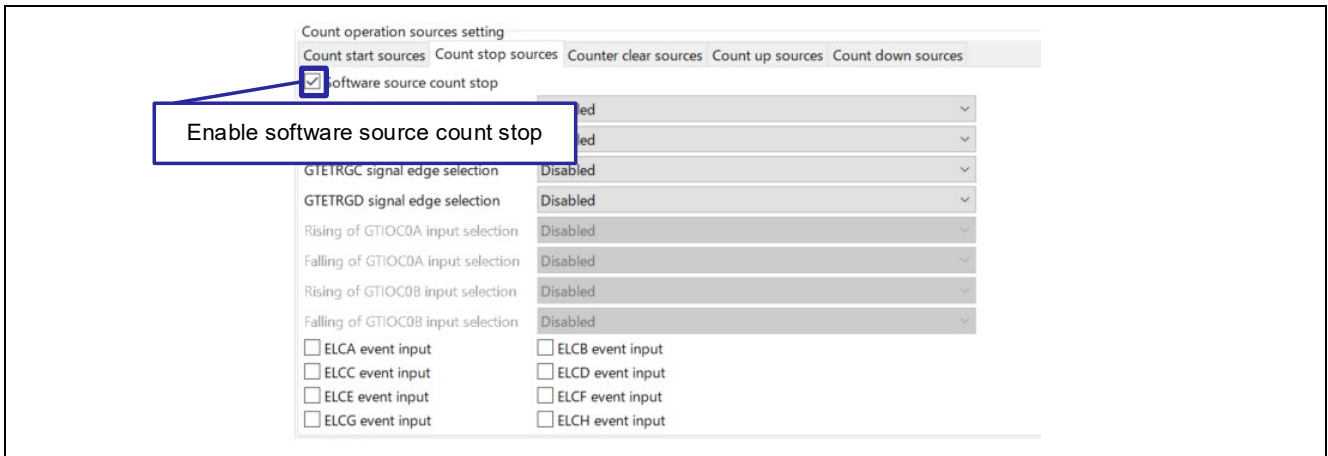 Count operation sources setting
Count start sources Count stop sources Counter clear sources Count up sources Count down sources
Software source count stop
Enable software source count stop
GTETRGC signal edge selection Disabled
GTETRGD signal edge selection Disabled
Rising of GTIOC0A input selection Disabled
Falling of GTIOC0A input selection Disabled
Rising of GTIOC0B input selection Disabled
Falling of GTIOC0B input selection Disabled
ELCA event input ELCB event input
ELCC event input ELCD event input
ELCE event input ELCF event input
ELCG event input ELCH event input